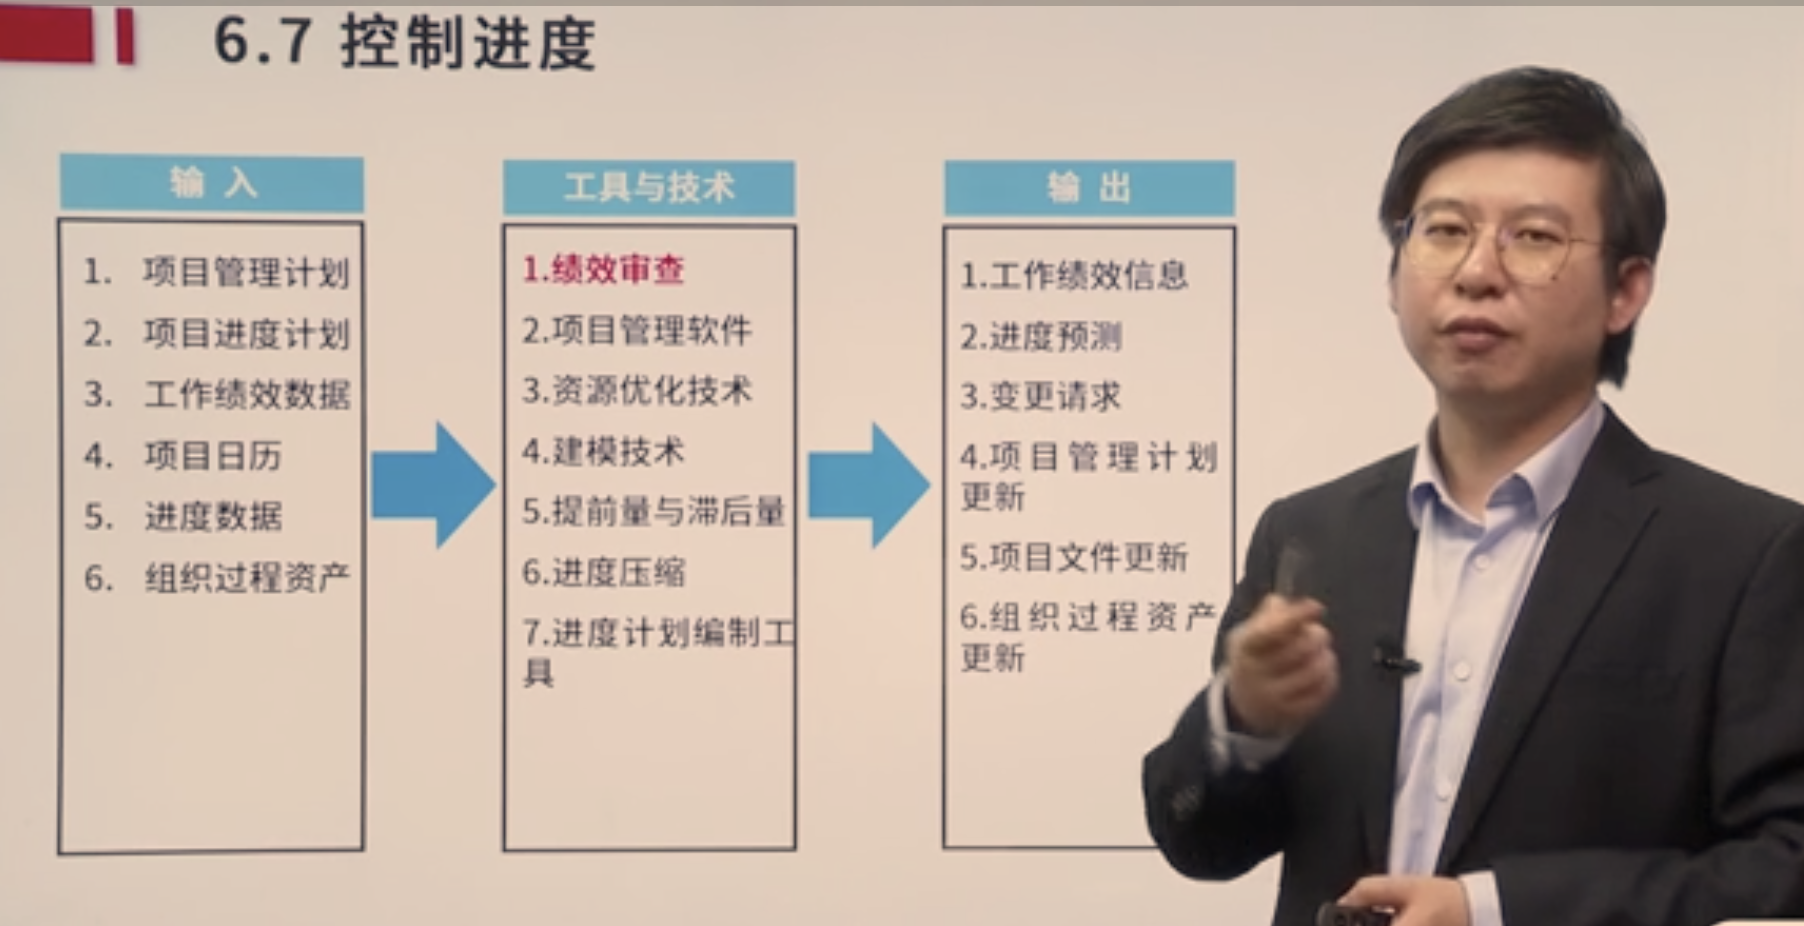 6.7 控制进度
输 入
1. 项目管理计划
2. 项目进度计划
3. 工作绩效数据
4. 项目日历
5. 进度数据
6. 组织过程资产
工具与技术
1.绩效审查
2.项目管理软件
3.资源优化技术
4.建模技术
5.提前量与滞后量
6.进度压缩
7.进度计划编制工
具
输 出
1.工作绩效信息
2.进度预测
3.变更请求
4.项目管理计划
更新
5.项目文件更新
6.组织过程资产
更新